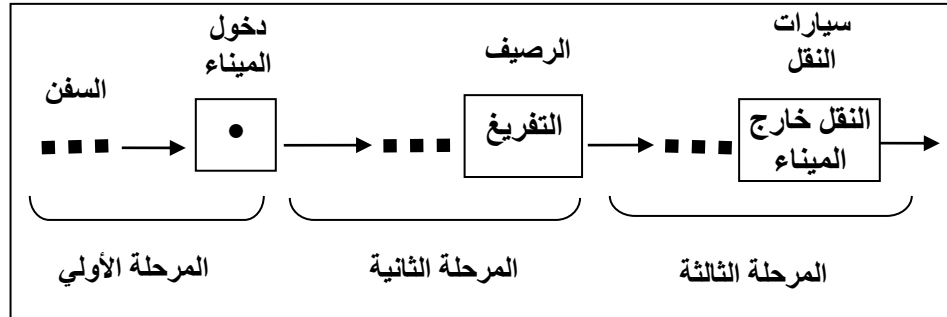 السفن
دخول
الميناء
الرصيف
التفريغ
سيارات
النقل
النقل خارج
الميناء
المرحلة الأولي
المرحلة الثانية
المرحلة الثالثة